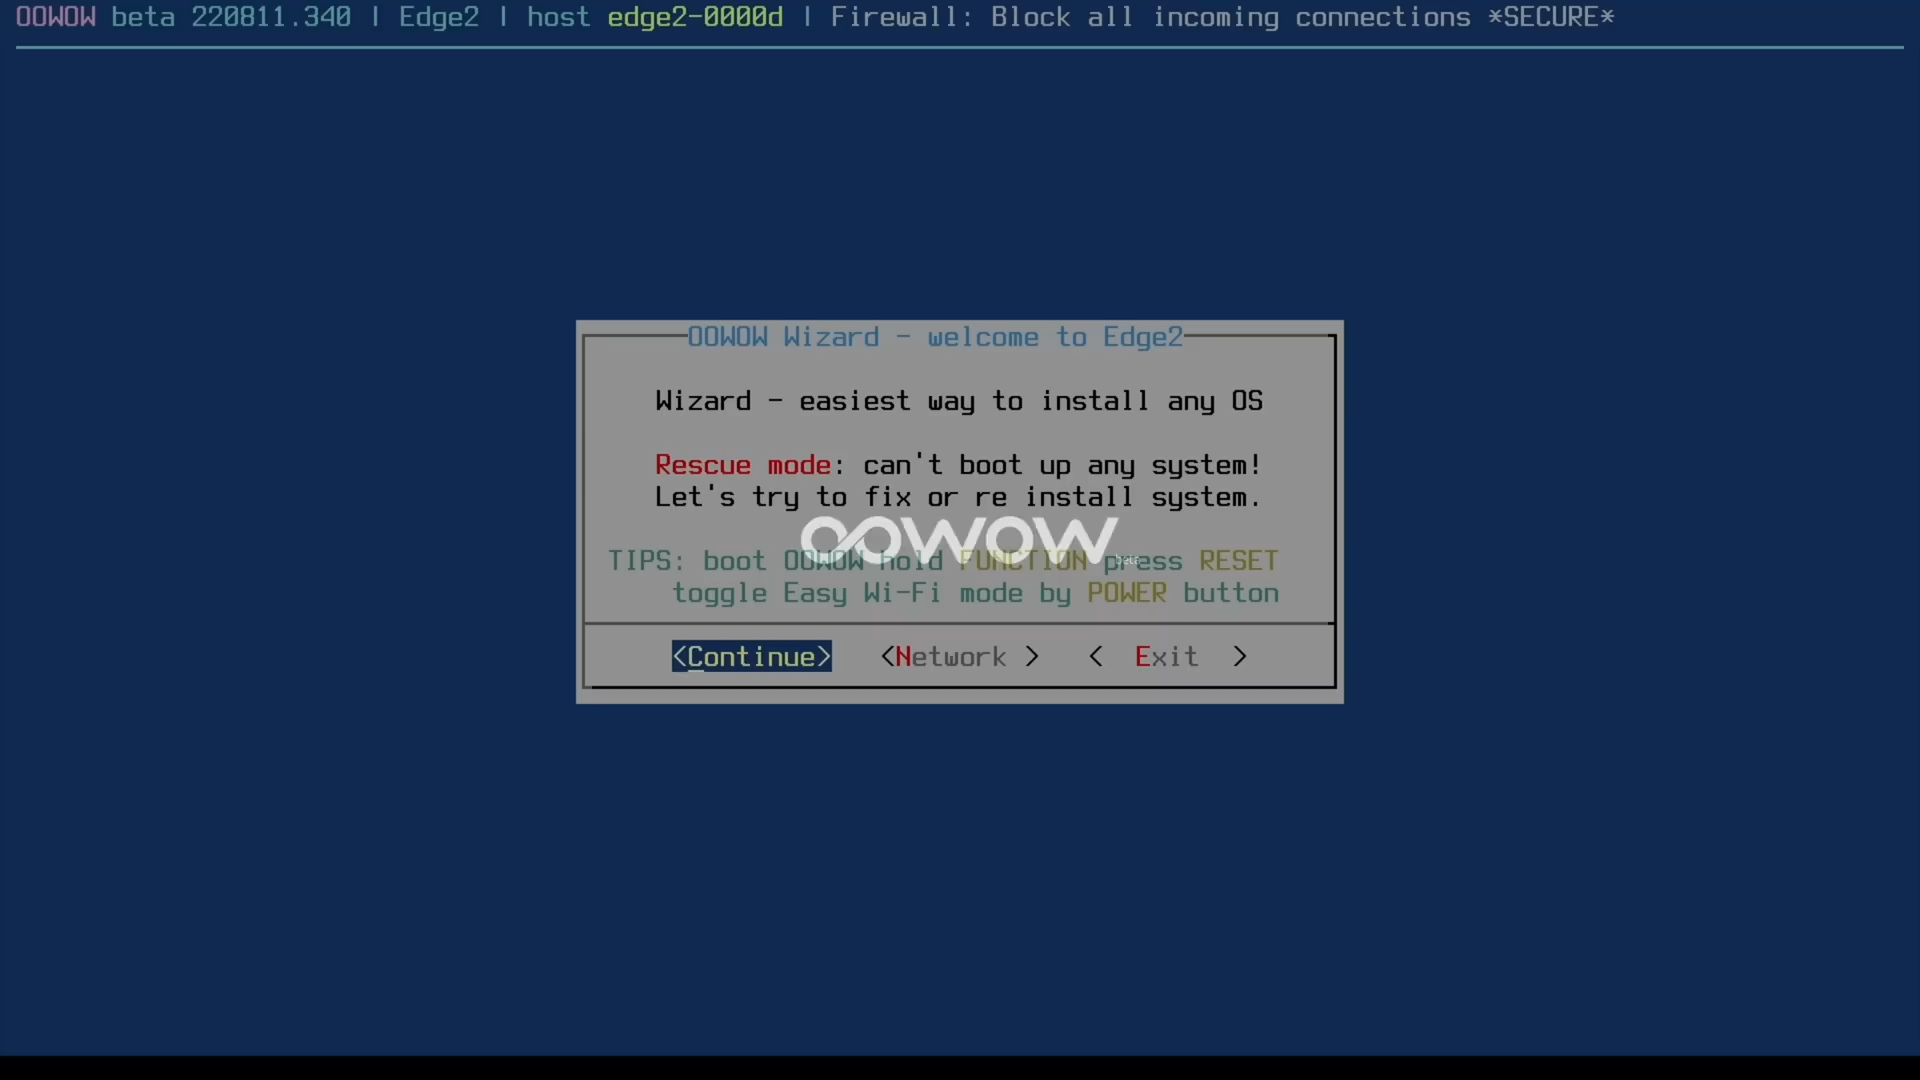 OOWOW beta 220811.340 | Edge2 | host edge2-0000d | Firewall: Block all incoming connections *SECURE*
OOWOW Wizard - welcome to Edge2
Wizard - easiest way to install any OS
Rescue mode: can't boot up any system!
Let's try to fix or re install system.
oowow beta
TIPS: boot OOWOW hold FUNCTION press RESET
toggle Easy Wi-Fi mode by POWER button
<Continue> <Network > < Exit >